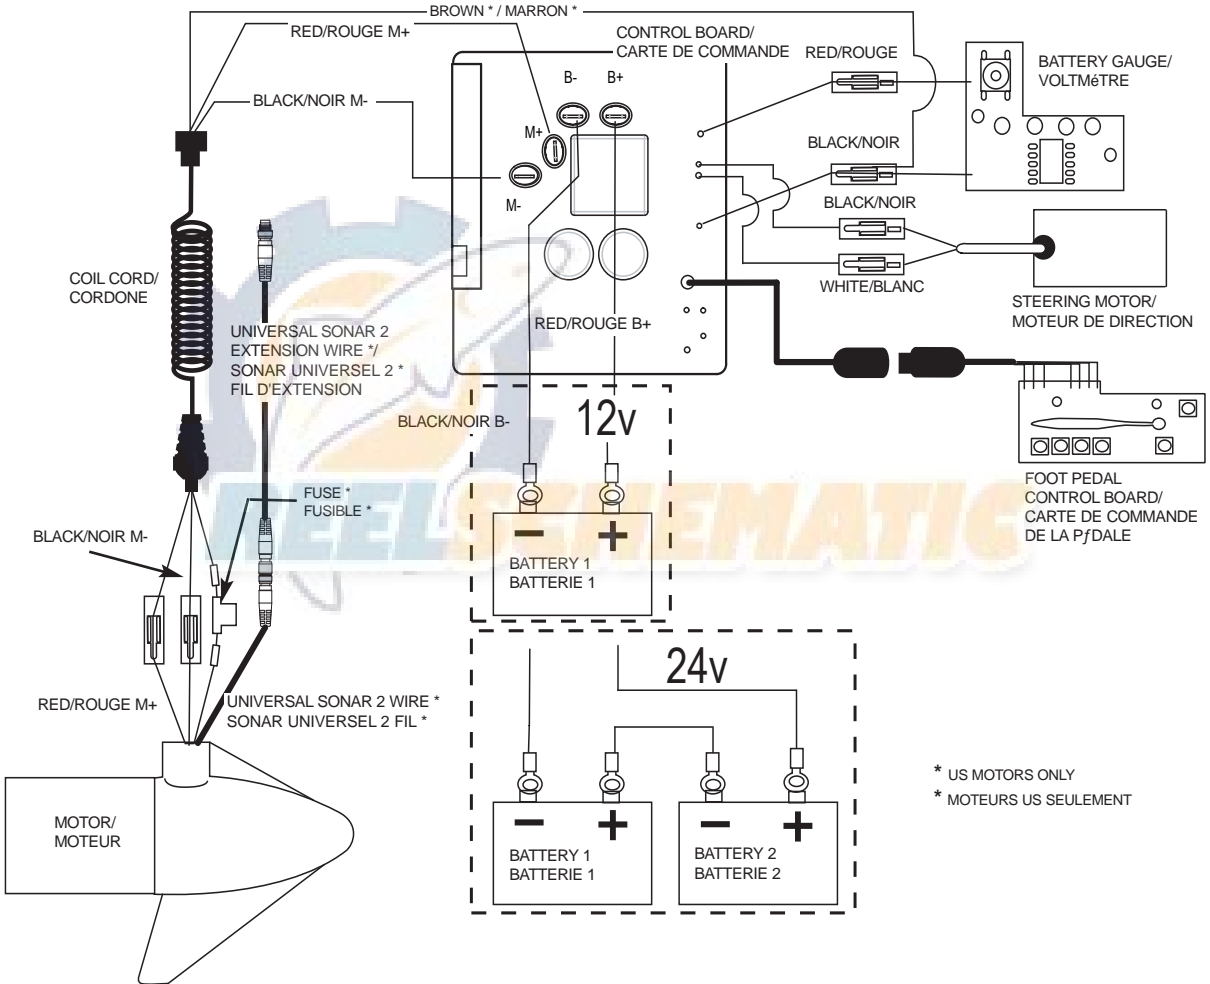 BROWN * / MARRON *
RED/ROUGE M+
CONTROL BOARD/
CARTE DE COMMANDE
RED/ROUGE
BATTERY GAUGE/
VOLTMéTRE
B-
B+
BLACK/NOIR M-
M+
BLACK/NOIR
M-
BLACK/NOIR
COIL CORD/
CORDONE
WHITE/BLANC
STEERING MOTOR/
MOTEUR DE DIRECTION
UNIVERSAL SONAR 2
EXTENSION WIRE */
SONAR UNIVERSEL 2 *
FIL D'EXTENSION
RED/ROUGE B+
BLACK/NOIR B-
12v
FOOT PEDAL
CONTROL BOARD/
CARTE DE COMMANDE
DE LA PƒDALE
FUSE *
FUSIBLE *
REELSCHEMATIC
BLACK/NOIR M-
BATTERY 1
BATTERIE 1
24v
RED/ROUGE M+
UNIVERSAL SONAR 2 WIRE *
SONAR UNIVERSEL 2 FIL *
* US MOTORS ONLY
* MOTEURS US SEULEMENT
MOTOR/
MOTEUR
BATTERY 1
BATTERIE 1
BATTERY 2
BATTERIE 2